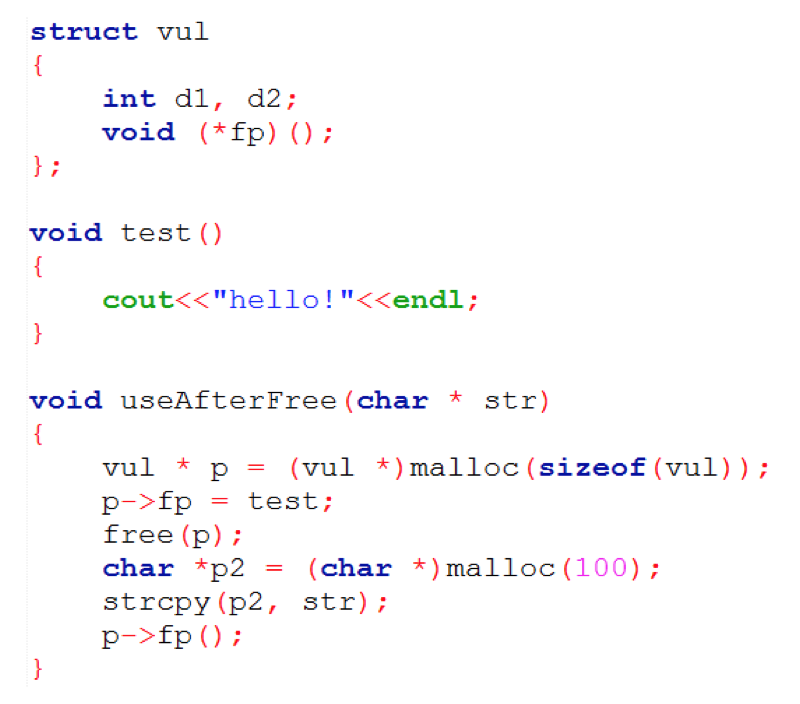 struct vul
{
    int d1, d2;
    void (*fp)();
};
void test()
{
    cout<<"hello!"<<endl;
}
void useAfterFree(char * str)
{
    vul * p = (vul *)malloc(sizeof(vul));
    p->fp = test;
    free(p);
    char *p2 = (char *)malloc(100);
    strcpy(p2, str);
    p->fp();
}